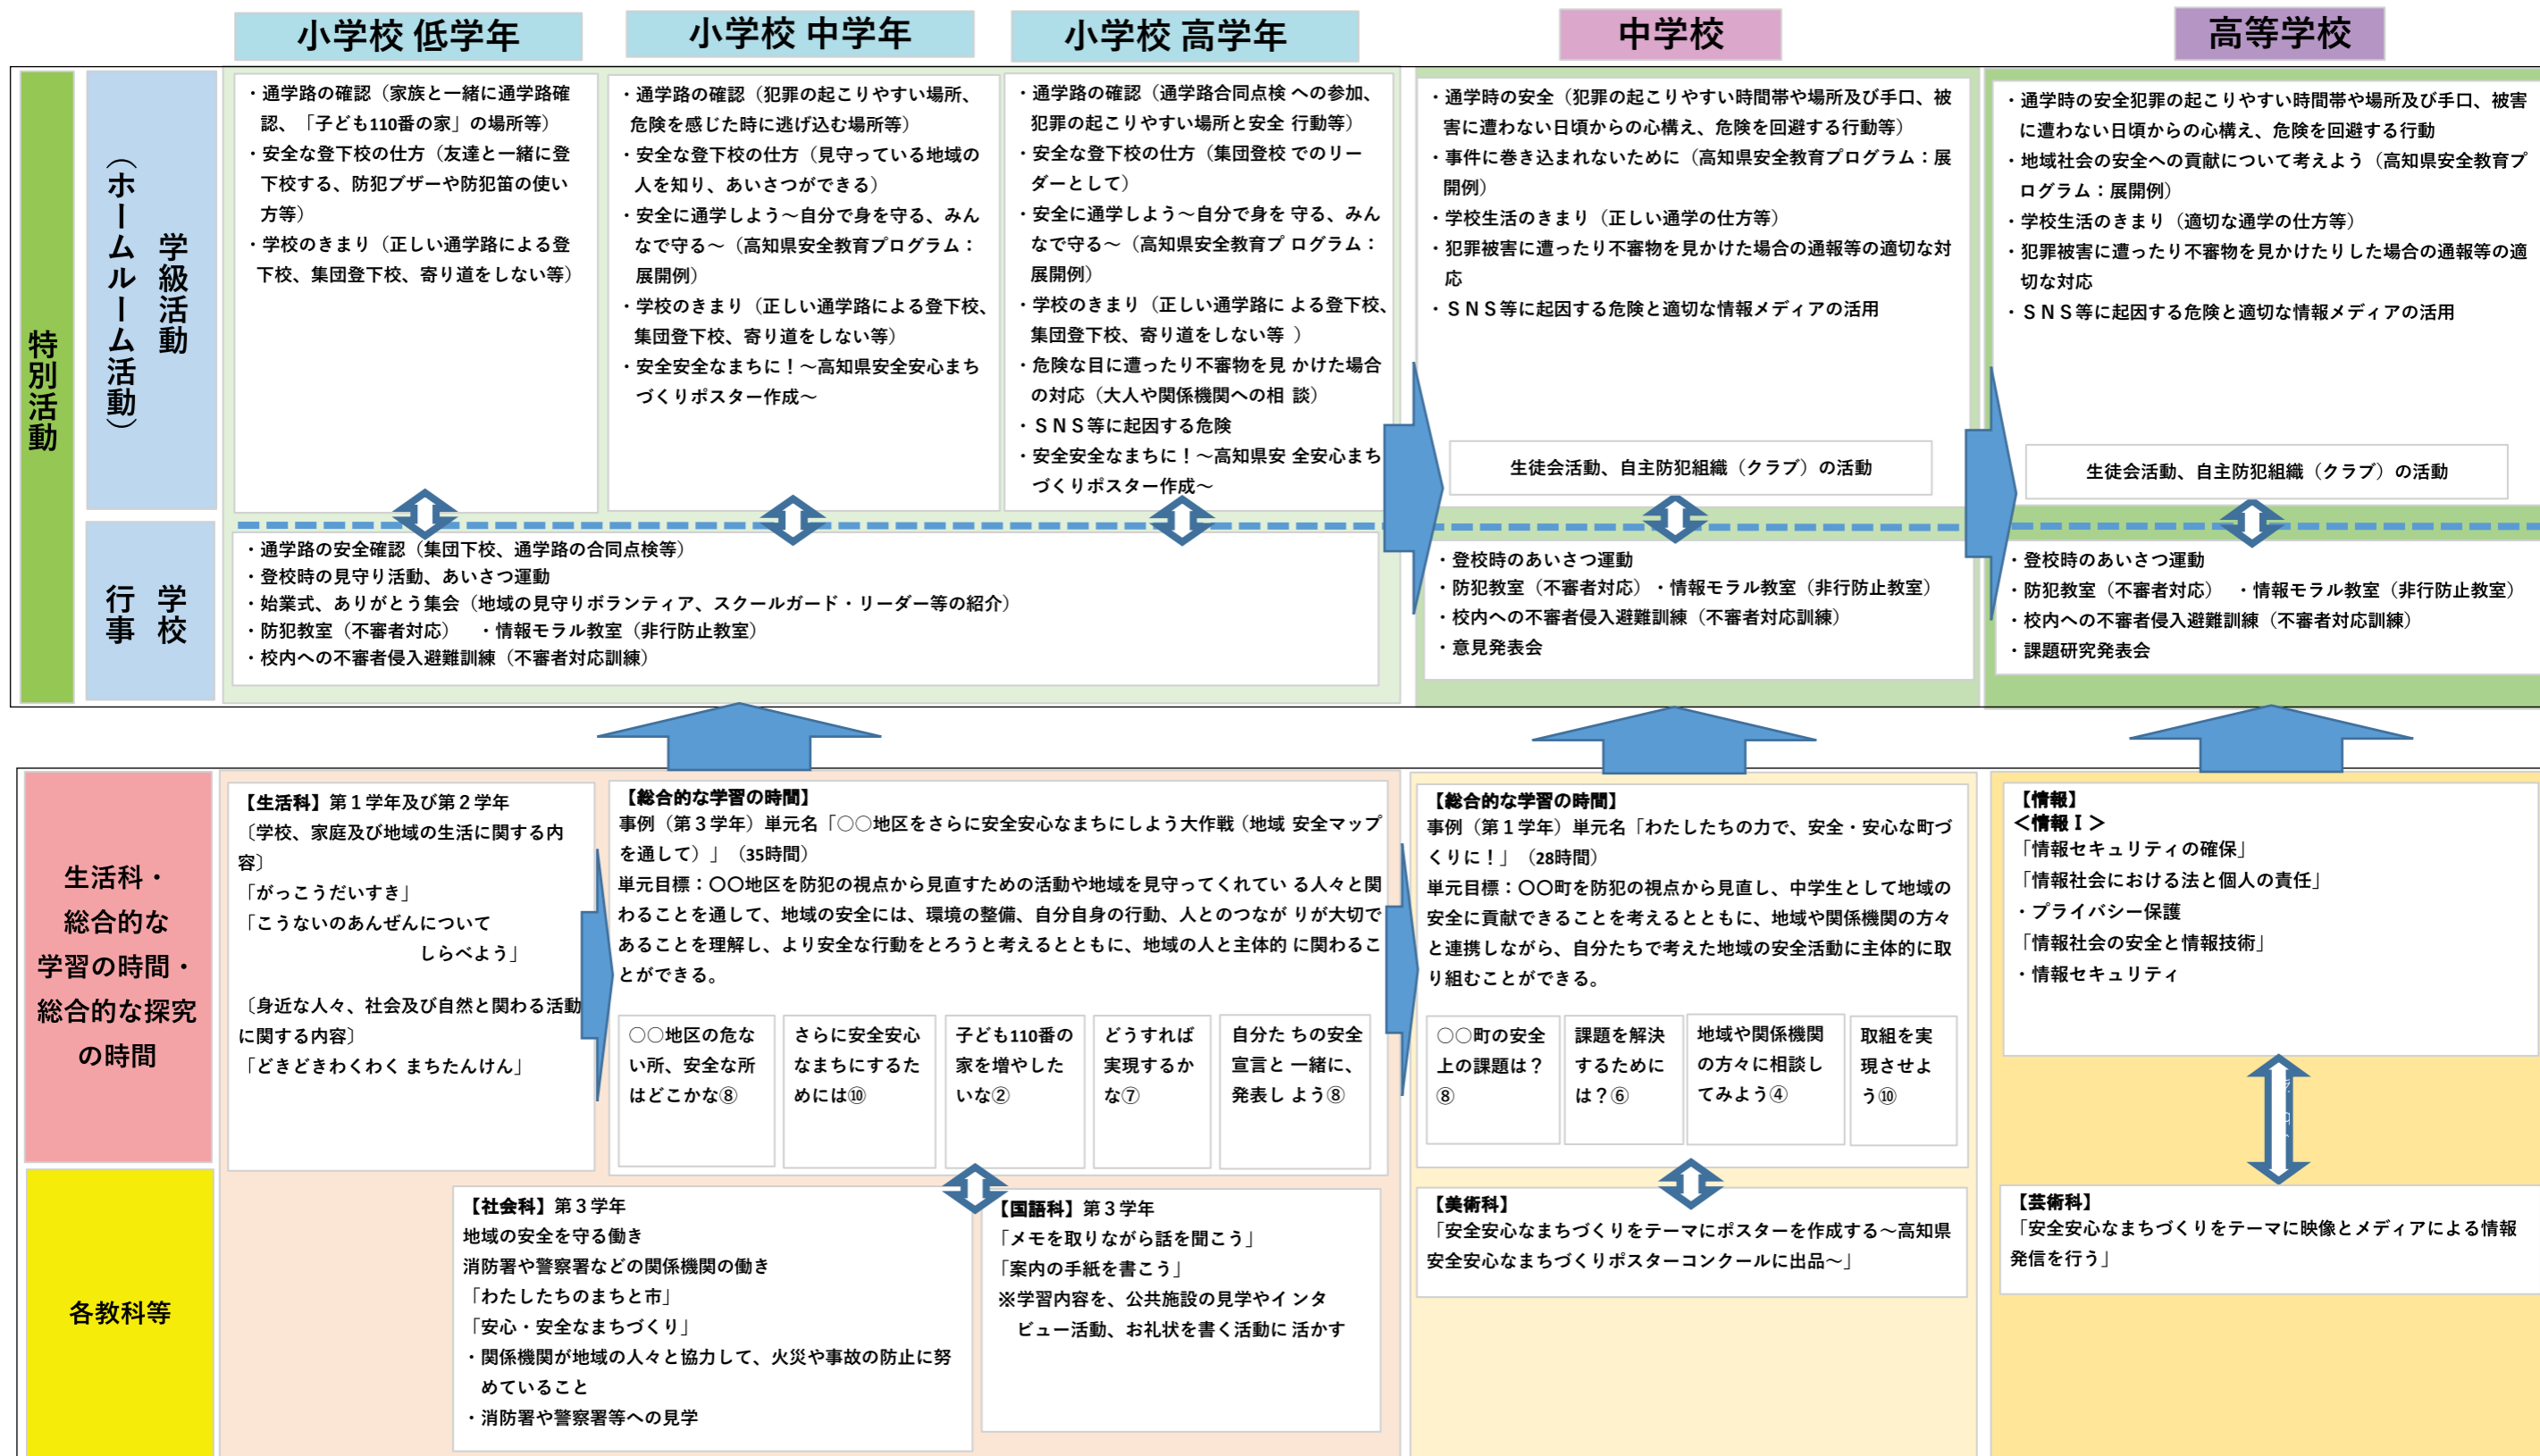 小学校 低学年
小学校 中学年
小学校 高学年
中学校
高等学校
特別活動
学級活動
（ホームルーム活動）
・通学路の確認（家族と一緒に通学路確
認、「子ども110番の家」の場所等）
・安全な登下校の仕方（友達と一緒に登
下校する、防犯ブザーや防犯笛の使い
方等）
・学校のきまり（正しい通学路による登
下校、集団登下校、寄り道をしない等）
・通学路の確認（犯罪の起こりやすい場所、
危険を感じた時に逃げ込む場所等）
・安全な登下校の仕方（見守っている地域の
人を知り、あいさつができる）
・安全に通学しよう～自分で身を守る、みん
なで守る～（高知県安全教育プログラム：
展開例）
・学校のきまり（正しい通学路による登下校、
集団登下校、寄り道をしない等）
・安全安全なまちに！～高知県安全安心まち
づくりポスター作成～
・通学路の確認（通学路合同点検 への参加、
犯罪の起こりやすい場所と安全 行動等）
・安全な登下校の仕方（集団登校 でのリー
ダーとして）
・安全に通学しよう～自分で身を 守る、みん
なで守る～（高知県安全教育プ ログラム：
展開例）
・学校のきまり（正しい通学路に よる登下校、
集団登下校、寄り道をしない等 ）
・危険な目に遭ったり不審物を見 かけた場合
の対応（大人や関係機関への相 談）
・ＳＮＳ等に起因する危険
・安全安全なまちに！～高知県安 全安心まち
づくりポスター作成～
・通学時の安全（犯罪の起こりやすい時間帯や場所及び手口、被
害に遭わない日頃からの心構え、危険を回避する行動等）
・事件に巻き込まれないために（高知県安全教育プログラム：展
開例）
・学校生活のきまり（正しい通学の仕方等）
・犯罪被害に遭ったり不審物を見かけた場合の通報等の適切な対
応
・ＳＮＳ等に起因する危険と適切な情報メディアの活用
生徒会活動、自主防犯組織（クラブ）の活動
・通学時の安全犯罪の起こりやすい時間帯や場所及び手口、被害
に遭わない日頃からの心構え、危険を回避する行動
・地域社会の安全への貢献について考えよう（高知県安全教育プ
ログラム：展開例）
・学校生活のきまり（適切な通学の仕方等）
・犯罪被害に遭ったり不審物を見かけたりした場合の通報等の適
切な対応
・ＳＮＳ等に起因する危険と適切な情報メディアの活用
生徒会活動、自主防犯組織（クラブ）の活動
学校
行事
・通学路の安全確認（集団下校、通学路の合同点検等）
・登校時の見守り活動、あいさつ運動
・始業式、ありがとう集会（地域の見守りボランティア、スクールガード・リーダー等の紹介）
・防犯教室（不審者対応）　・情報モラル教室（非行防止教室）
・校内への不審者侵入避難訓練（不審者対応訓練）
・登校時のあいさつ運動
・防犯教室（不審者対応）・情報モラル教室（非行防止教室）
・校内への不審者侵入避難訓練（不審者対応訓練）
・意見発表会
・登校時のあいさつ運動
・防犯教室（不審者対応）　・情報モラル教室（非行防止教室）
・校内への不審者侵入避難訓練（不審者対応訓練）
・課題研究発表会
生活科・
総合的な
学習の時間・
総合的な探究
の時間
【生活科】第１学年及び第２学年
〔学校、家庭及び地域の生活に関する内
容〕
「がっこうだいすき」
「こうないのあんぜんについて
しらべよう」
〔身近な人々、社会及び自然と関わる活動
に関する内容〕
「どきどきわくわく まちたんけん」
【総合的な学習の時間】
事例（第３学年）単元名「○○地区をさらに安全安心なまちにしよう大作戦（地域 安全マップ
を通して）」（35時間）
単元目標：〇〇地区を防犯の視点から見直すための活動や地域を見守ってくれてい る人々と関
わることを通して、地域の安全には、環境の整備、自分自身の行動、人とのつなが りが大切で
あることを理解し、より安全な行動をとろうと考えるとともに、地域の人と主体的 に関わるこ
とができる。
○○地区の危な
い所、安全な所
はどこかな⑧
さらに安全安心
なまちにするた
めには⑩
子ども110番の
家を増やした
いな②
どうすれば
実現するか
な⑦
自分た ちの安全
宣言と 一緒に、
発表し よう⑧
【総合的な学習の時間】
事例（第１学年）単元名「わたしたちの力で、安全・安心な町づ
くりに！」（28時間）
単元目標：〇〇町を防犯の視点から見直し、中学生として地域の
安全に貢献できることを考えるとともに、地域や関係機関の方々
と連携しながら、自分たちで考えた地域の安全活動に主体的に取
り組むことができる。
○○町の安全
上の課題は？
⑧
課題を解決
するために
は？⑥
地域や関係機関
の方々に相談し
てみよう④
取組を実
現させよ
う⑩
【情報】
＜情報Ⅰ＞
「情報セキュリティの確保」
「情報社会における法と個人の責任」
・プライバシー保護
「情報社会の安全と情報技術」
・情報セキュリティ
各教科等
【社会科】第３学年
地域の安全を守る働き
消防署や警察署などの関係機関の働き
「わたしたちのまちと市」
「安心・安全なまちづくり」
・関係機関が地域の人々と協力して、火災や事故の防止に努
めていること
・消防署や警察署等への見学
【国語科】第３学年
「メモを取りながら話を聞こう」
「案内の手紙を書こう」
※学習内容を、公共施設の見学やイ ンタ
ビュー活動、お礼状を書く活動に 活かす
【美術科】
「安全安心なまちづくりをテーマにポスターを作成する～高知県
安全安心なまちづくりポスターコンクールに出品～」
【芸術科】
「安全安心なまちづくりをテーマに映像とメディアによる情報
発信を行う」